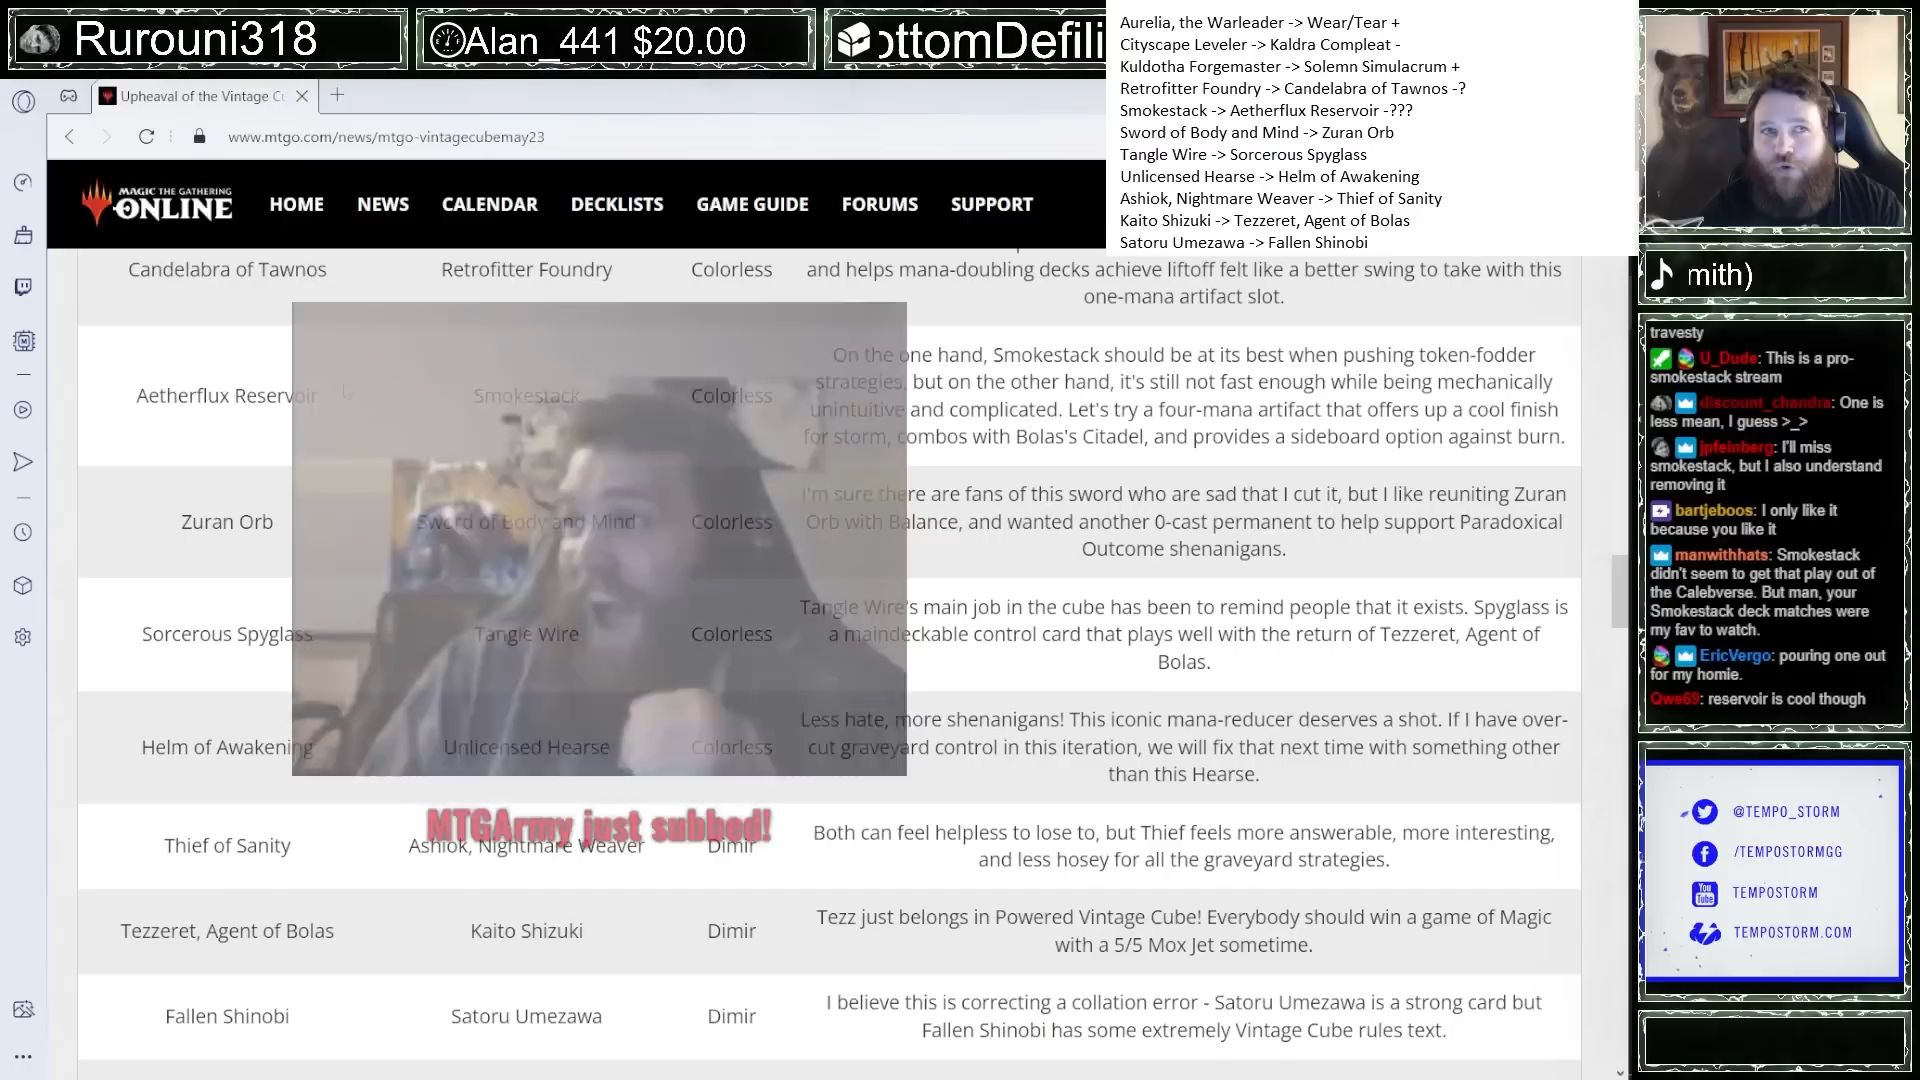 Rurouni318
Alan_441 $20.00
ottomDefili
Upheaval of the Vintage Cu
www.mtgo.com/news/mtgo-vintagecubemay23
Aurelia, the Warleader -> Wear/Tear +
Cityscape Leveler -> Kaldra Compleat -
Kuldotha Forgemaster -> Solemn Simulacrum +
Retrofitter Foundry -> Candelabra of Tawnos -?
Smokestack -> Aetherflux Reservoir -???
Sword of Body and Mind -> Zuran Orb
Tangle Wire -> Sorcerous Spyglass
Unlicensed Hearse -> Helm of Awakening
Ashiok, Nightmare Weaver -> Thief of Sanity
Kaito Shizuki -> Tezzeret, Agent of Bolas
Satoru Umezawa -> Fallen Shinobi
MAGIC THE GATHERING
ONLINE
HOME NEWS CALENDAR DECKLISTS GAME GUIDE FORUMS SUPPORT
Candelabra of Tawnos Retrofitter Foundry Colorless and helps mana-doubling decks achieve liftoff felt like a better swing to take with this
one-mana artifact slot.
Aetherflux Reservoir Smokestack Colorless On the one hand, Smokestack should be at its best when pushing token-fodder
strategies, but on the other hand, it's still not fast enough while being mechanically
unintuitive and complicated. Let's try a four-mana artifact that offers up a cool finish
for storm, combos with Bolas's Citadel, and provides a sideboard option against burn.
Zuran Orb Sword of Body and Mind Colorless I'm sure there are fans of this sword who are sad that I cut it, but I like reuniting Zuran
Orb with Balance, and wanted another 0-cast permanent to help support Paradoxical
Outcome shenanigans.
Sorcerous Spyglass Tangle Wire Colorless Tangle Wire's main job in the cube has been to remind people that it exists. Spyglass is
a maindeckable control card that plays well with the return of Tezzeret, Agent of
Bolas.
Helm of Awakening Unlicensed Hearse Colorless Less hate, more shenanigans! This iconic mana-reducer deserves a shot. If I have over-
cut graveyard control in this iteration, we will fix that next time with something other
than this Hearse.
MTGArmy just subbed!
Thief of Sanity Ashiok, Nightmare Weaver Dimir Both can feel helpless to lose to, but Thief feels more answerable, more interesting,
and less hosey for all the graveyard strategies.
Tezzeret, Agent of Bolas Kaito Shizuki Dimir Tezz just belongs in Powered Vintage Cube! Everybody should win a game of Magic
with a 5/5 Mox Jet sometime.
Fallen Shinobi Satoru Umezawa Dimir I believe this is correcting a collation error - Satoru Umezawa is a strong card but
Fallen Shinobi has some extremely Vintage Cube rules text.
mith)
travesty
U_Dude: This is a pro-
smokestack stream
discount_chandra: One is
less mean, I guess >_>
jpfeinberg: I'll miss
smokestack, but I also understand
removing it
bartjeboos: I only like it
because you like it
manwithhats: Smokestack
didn't seem to get that play out of
the Calebverse. But man, your
Smokestack deck matches were
my fav to watch.
EricVergo: pouring one out
for my homie.
Qwe69: reservoir is cool though
@TEMPO_STORM
/TEMPOSTORMGG
You
Tube
TEMPOSTORM
TEMPOSTORM.COM